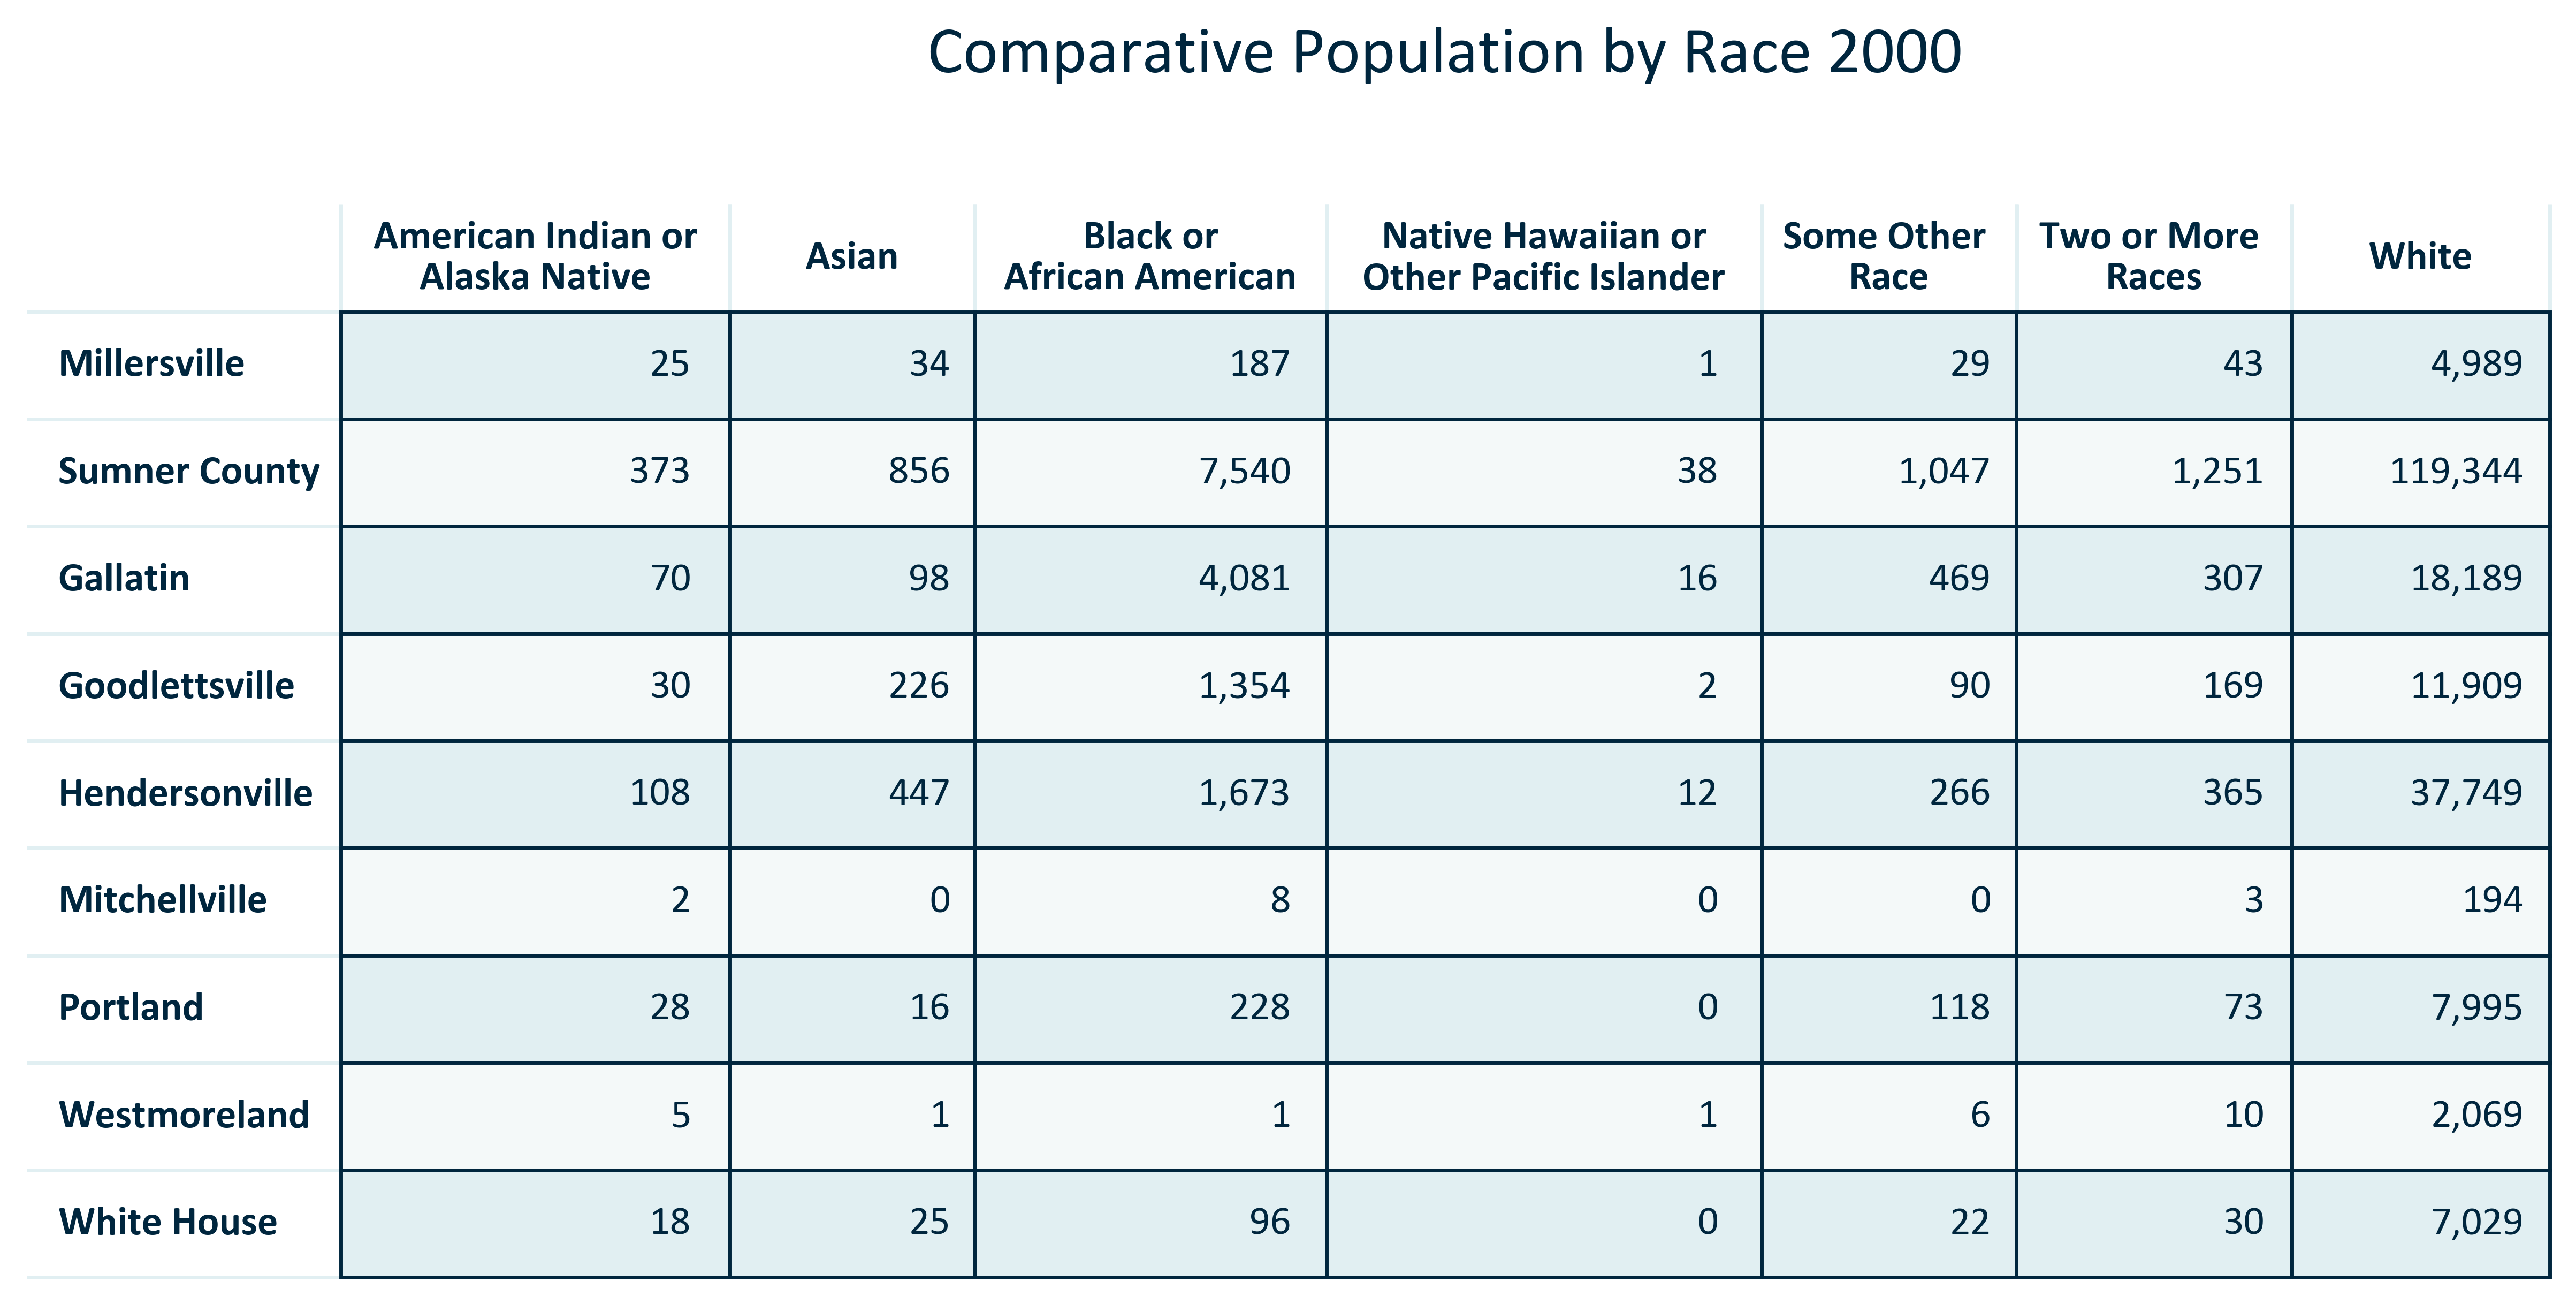 Comparative Population by Race 2000
American Indian or
Alaska Native
Asian
Black or
African American
Native Hawaiian or
Other Pacific Islander
Some Other
Race
Two or More
Races
White
Millersville 25 34 187 1 29 43 4,989
Sumner County 373 856 7,540 38 1,047 1,251 119,344
Gallatin 70 98 4,081 16 469 307 18,189
Goodlettsville 30 226 1,354 2 90 169 11,909
Hendersonville 108 447 1,673 12 266 365 37,749
Mitchellville 2 0 8 0 0 3 194
Portland 28 16 228 0 118 73 7,995
Westmoreland 5 1 1 1 6 10 2,069
White House 18 25 96 0 22 30 7,029